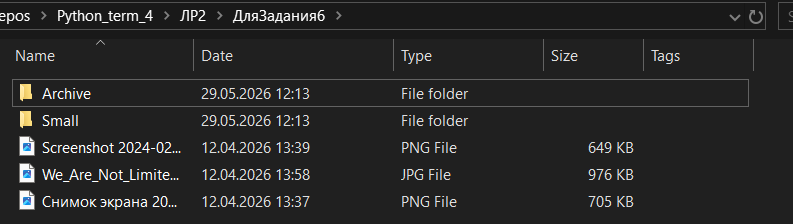 epos > Python_term_4 > ЛР2 > ДляЗадания6 >
Name Date Type Size Tags
Archive 29.05.2026 12:13 File folder
Small 29.05.2026 12:13 File folder
Screenshot 2024-02... 12.04.2026 13:39 PNG File 649 KB
We_Are_Not_Limite... 12.04.2026 13:58 JPG File 976 KB
Снимок экрана 20... 12.04.2026 13:37 PNG File 705 KB